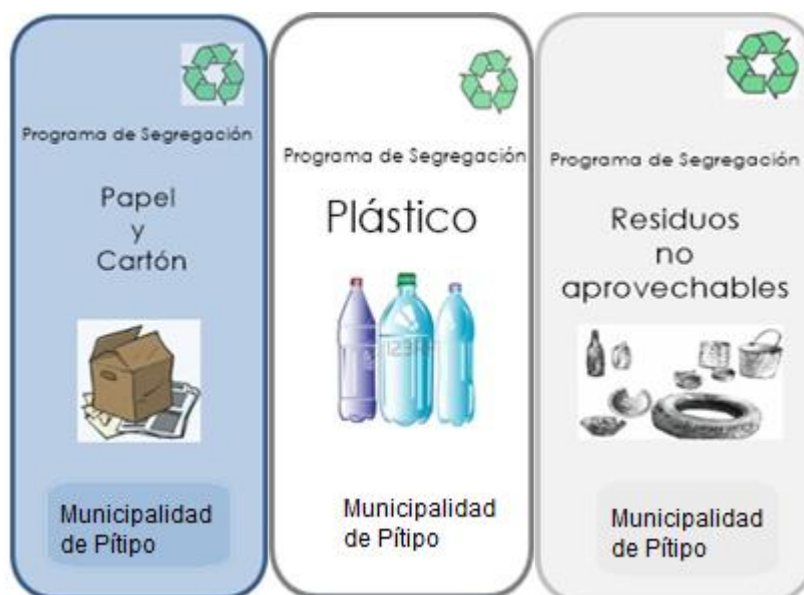 Programa de Segregación
Papel
y
Cartón
Municipalidad
de Pítipo
Programa de Segregación
Plástico
123RF
Municipalidad
de Pítipo
Programa de Segregación
Residuos
no
aprovechables
Municipalidad
de Pítipo